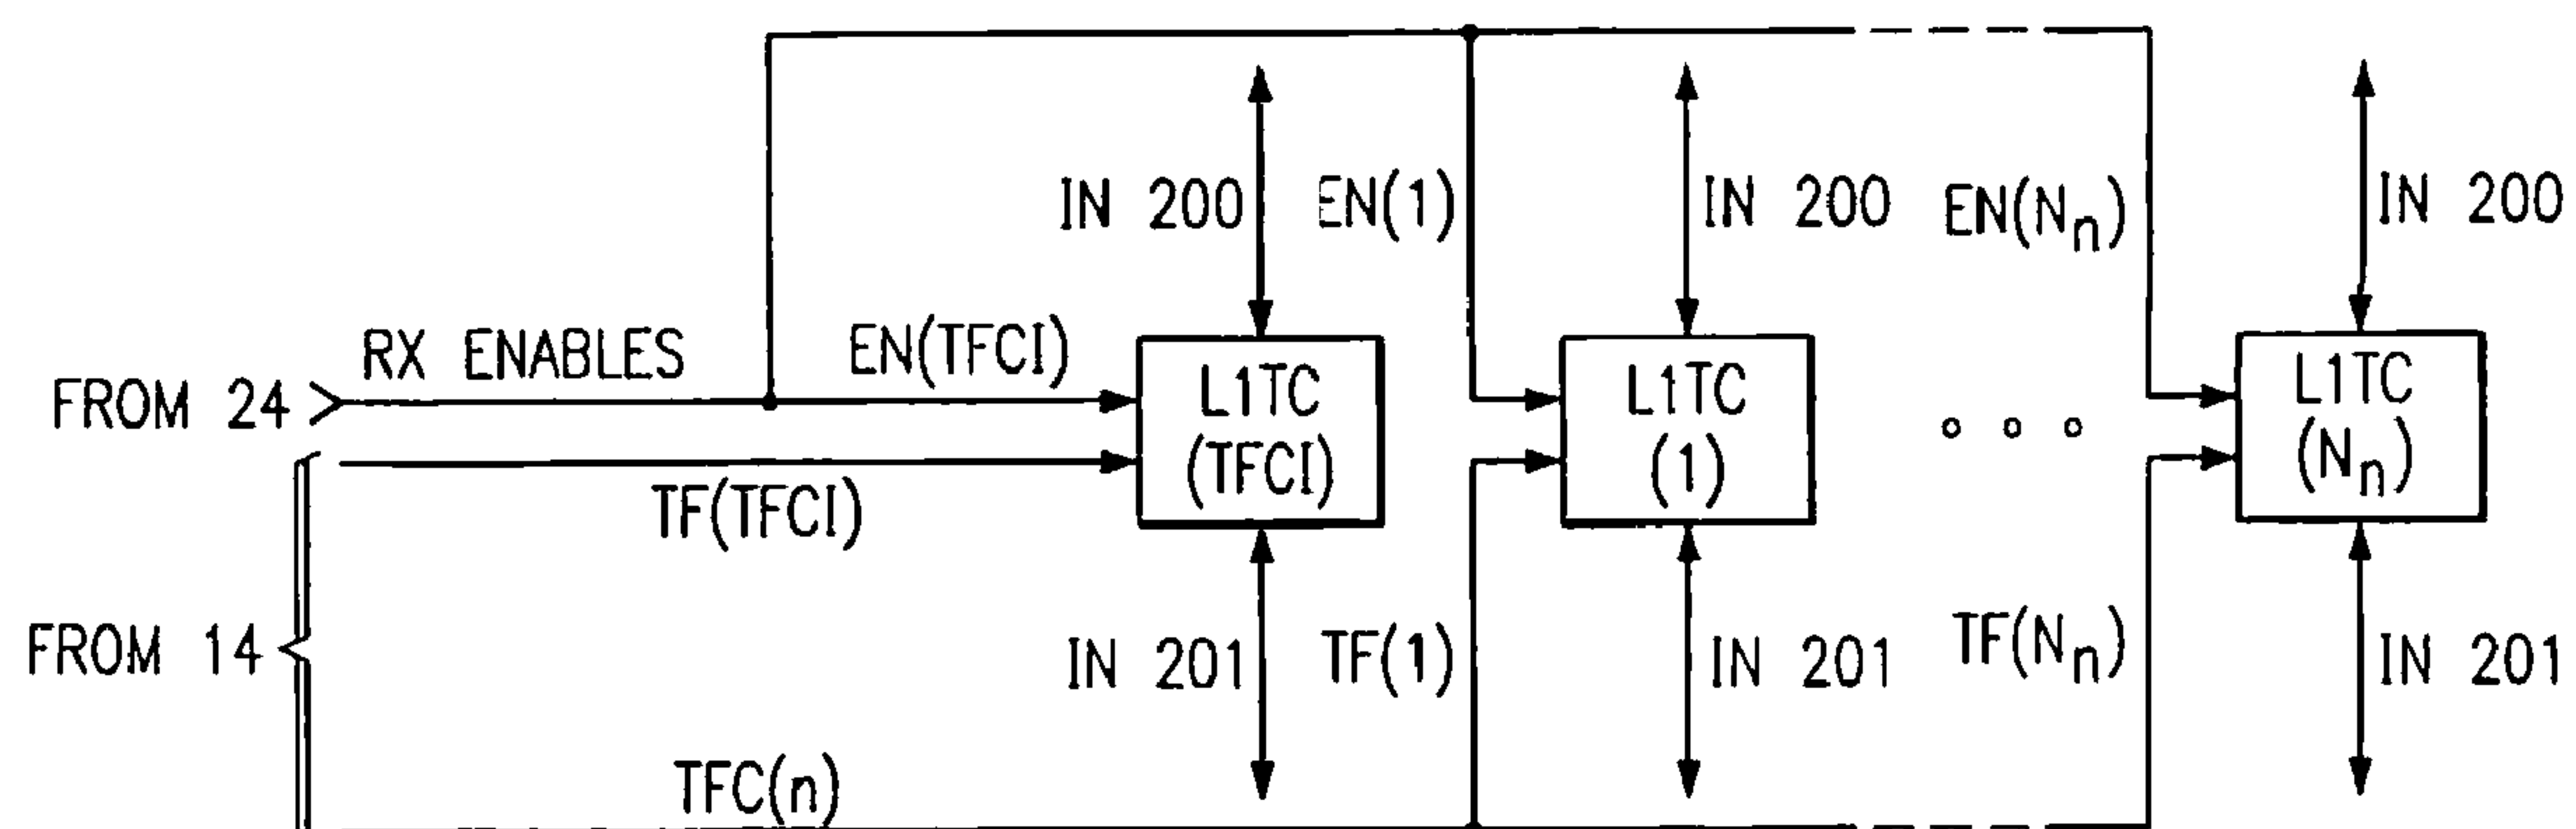 IN 200
EN(1)
IN 200
EN(Nn)
IN 200
RX ENABLES
EN(TFCI)
FROM 24
L1TC
(TFCI)
L1TC
(1)
L1TC
(Nn)
TF(TFCI)
FROM 14
IN 201
TF(1)
IN 201
TF(Nn)
IN 201
TFC(n)